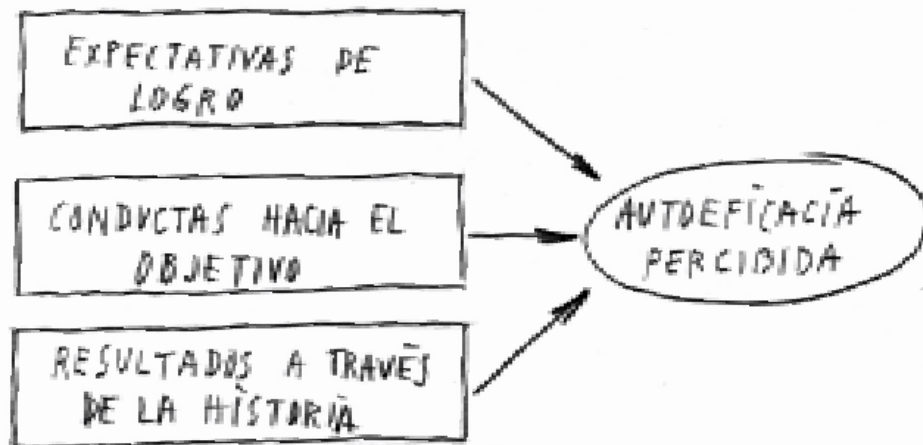 EXPECTATIVAS DE
LOGRO
CONDUCTAS HACIA EL
OBJETIVO
RESULTADOS A TRAVÉS
DE LA HISTORIA
AUTOEFICACIA
PERCIBIDA